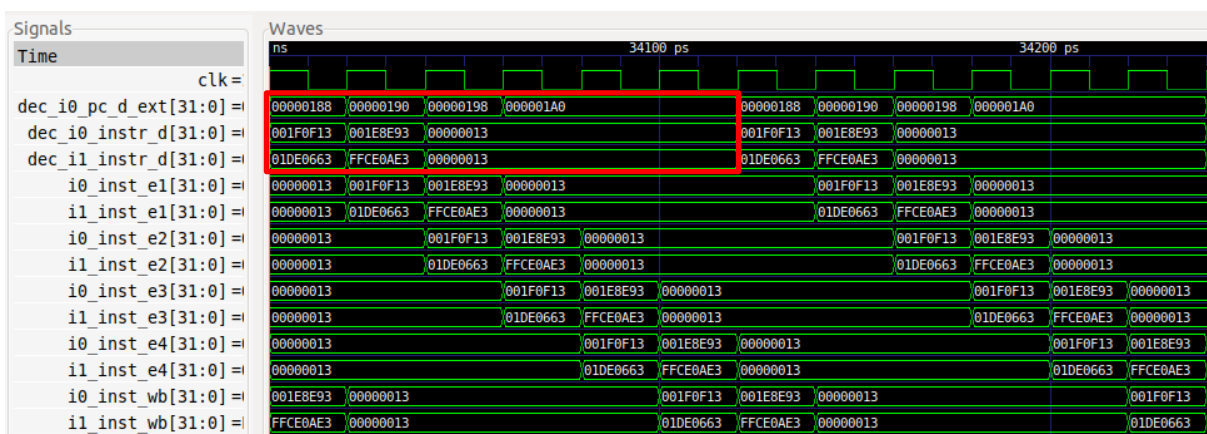 Signals Waves
Time ns 34100 ps 34200 ps
clk =
dec_i0_pc_d_ext[31:0] = 00000188 00000190 00000198 000001A0 00000188 00000190 00000198 000001A0
dec_i0_instr_d[31:0] = 001F0F13 001E8E93 00000013 001F0F13 001E8E93 00000013
dec_i1_instr_d[31:0] = 01DE0663 FFCE0AE3 00000013 01DE0663 FFCE0AE3 00000013
i0_inst_e1[31:0] = 00000013 001F0F13 001E8E93 00000013 001F0F13 001E8E93 00000013
i1_inst_e1[31:0] = 00000013 01DE0663 FFCE0AE3 00000013 01DE0663 FFCE0AE3 00000013
i0_inst_e2[31:0] = 00000013 001F0F13 001E8E93 00000013 001F0F13 001E8E93 00000013
i1_inst_e2[31:0] = 00000013 01DE0663 FFCE0AE3 00000013 01DE0663 FFCE0AE3 00000013
i0_inst_e3[31:0] = 00000013 001F0F13 001E8E93 00000013 001F0F13 001E8E93 00000013
i1_inst_e3[31:0] = 00000013 01DE0663 FFCE0AE3 00000013 01DE0663 FFCE0AE3 00000013
i0_inst_e4[31:0] = 00000013 001F0F13 001E8E93 00000013 001F0F13 001E8E93
i1_inst_e4[31:0] = 00000013 01DE0663 FFCE0AE3 00000013 01DE0663 FFCE0AE3
i0_inst_wb[31:0] = 001E8E93 00000013 001F0F13 001E8E93 00000013 001F0F13
i1_inst_wb[31:0] = FFCE0AE3 00000013 01DE0663 FFCE0AE3 00000013 01DE0663